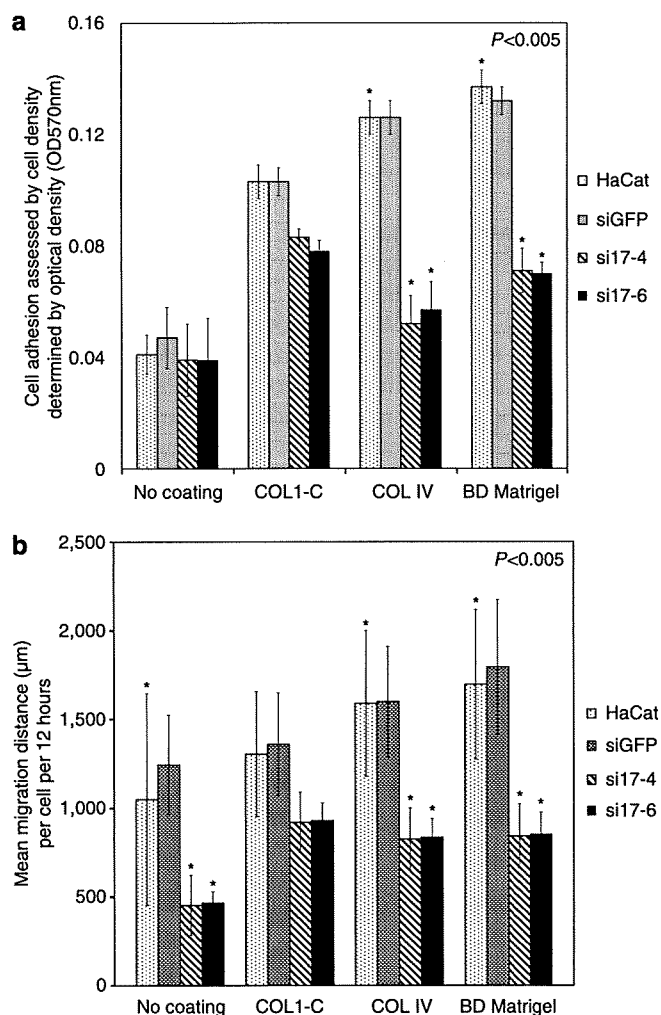 a
Cell adhesion assessed by cell density
determined by optical density (OD570nm)
0.16
0.12
0.08
0.04
0
P<0.005
*
*
*
*
*
*
HaCat
siGFP
si17-4
si17-6
No coating
COL1-C
COL IV
BD Matrigel
b
Mean migration distance (µm)
per cell per 12 hours
2,500
2,000
1,500
1,000
500
0
P<0.005
*
*
*
*
*
*
*
*
*
HaCat
siGFP
si17-4
si17-6
No coating
COL1-C
COL IV
BD Matrigel